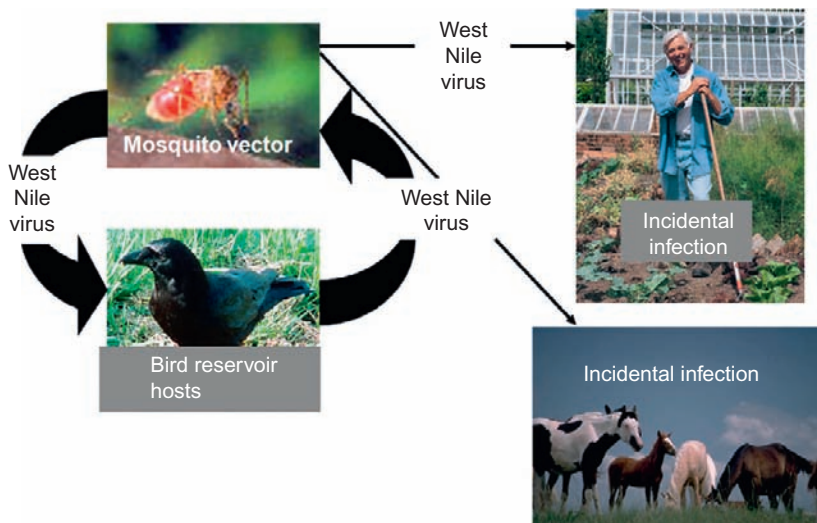 West
Nile
virus
Mosquito vector
West
Nile
virus
West Nile
virus
Incidental
infection
Bird reservoir
hosts
Incidental infection